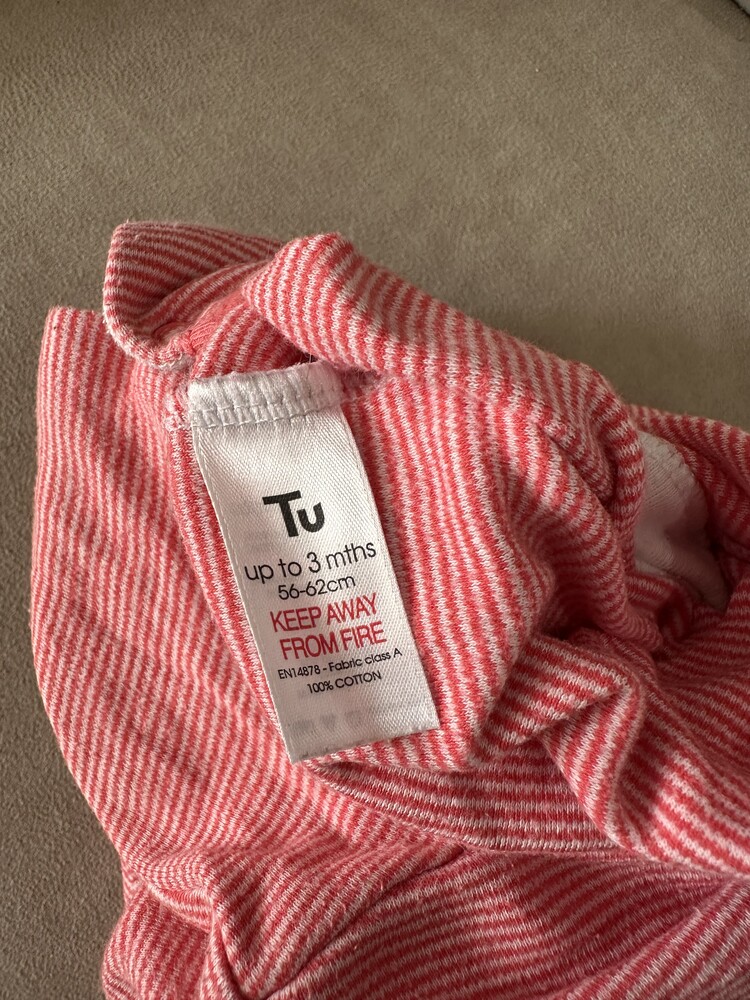 Tu
up to 3 mths
56-62cm
KEEP AWAY
FROM FIRE
EN14878 - Fabric class A
100% COTTON